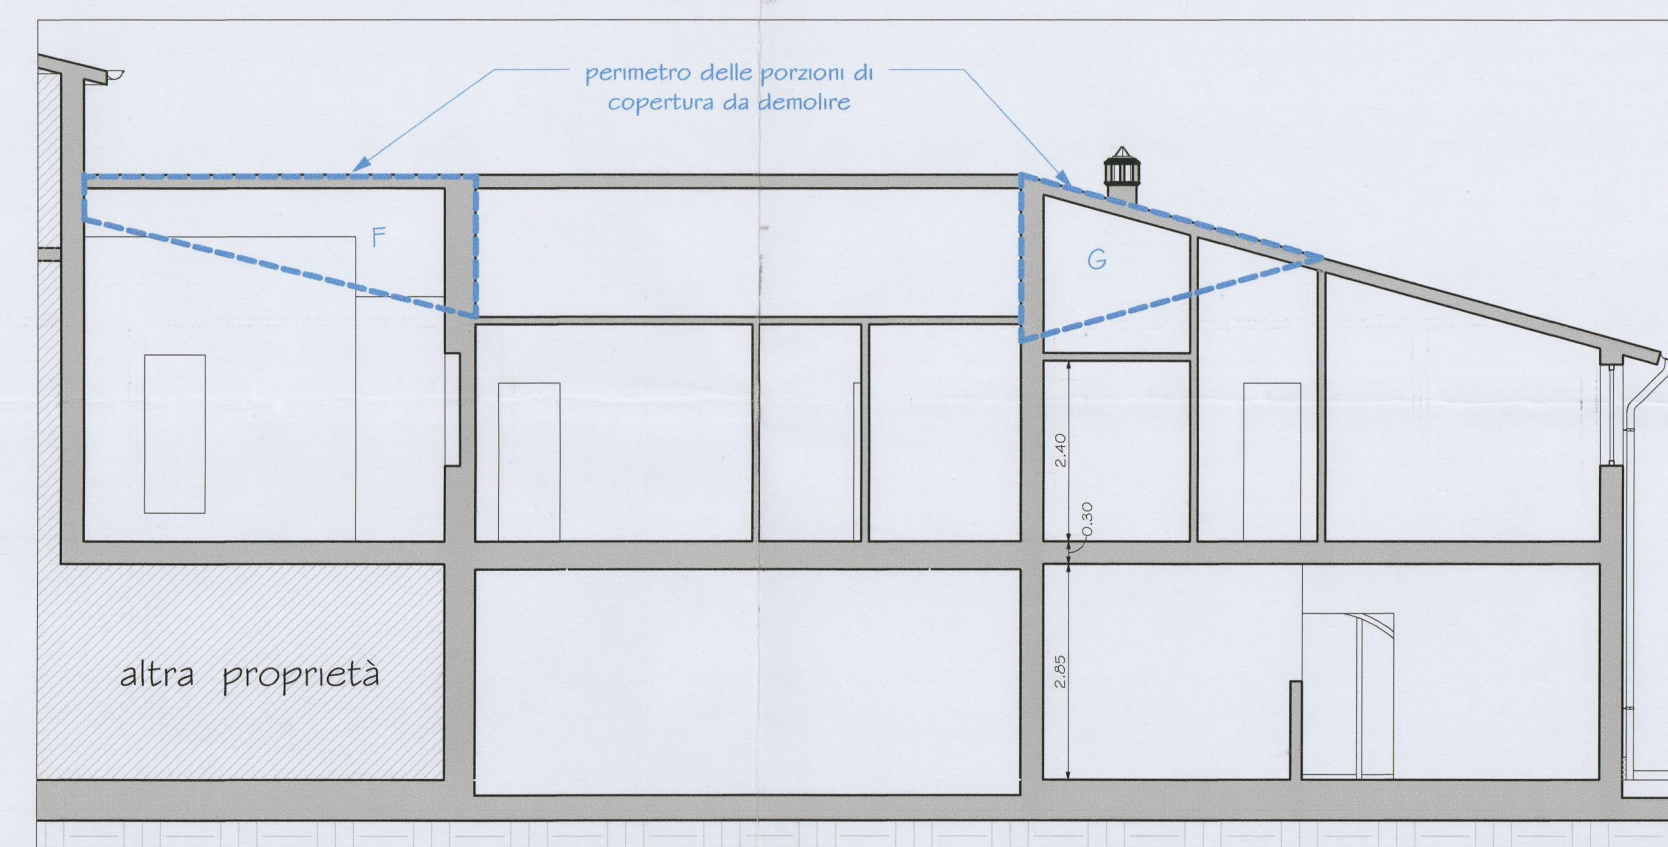 perimetro delle porzioni di
copertura da demolire
F
G
2.40
0.30
2.85
altra proprietà